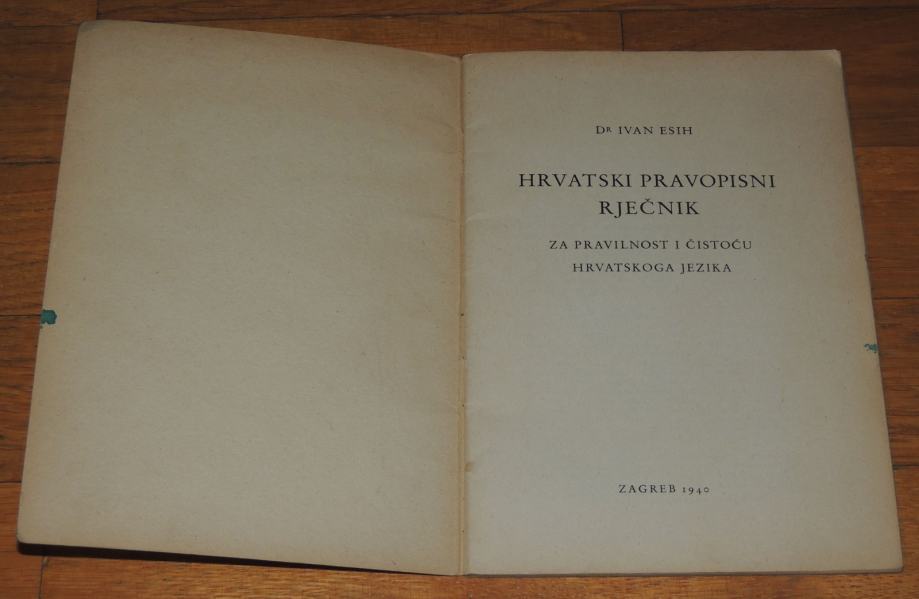 Dr IVAN ESIH
HRVATSKI PRAVOPISNI
RJEČNIK
ZA PRAVILNOST I ČISTOĆU
HRVATSKOGA JEZIKA
ZAGREB 1940